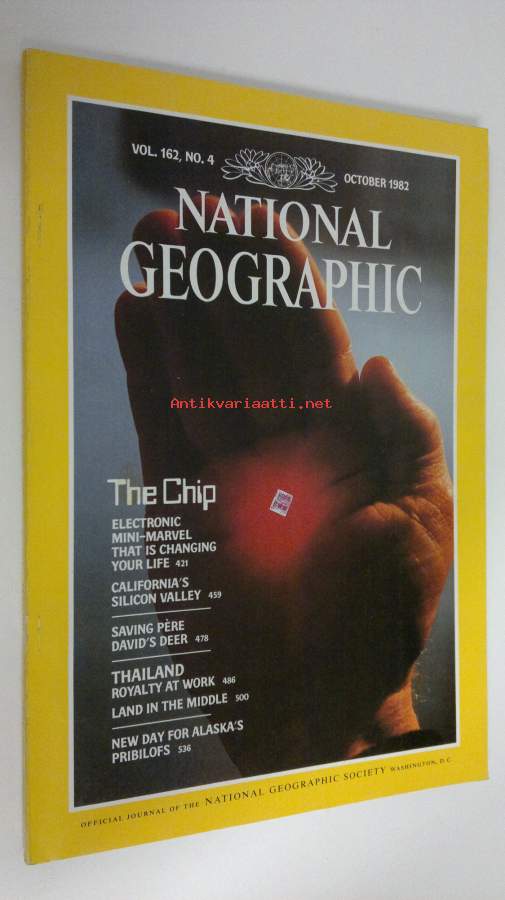 VOL. 162, NO. 4
OCTOBER 1982
NATIONAL
GEOGRAPHIC
Antikvariaatti.net
The Chip
ELECTRONIC
MINI-MARVEL
THAT IS CHANGING
YOUR LIFE 421
CALIFORNIA'S
SILICON VALLEY 459
SAVING PÈRE
DAVID'S DEER 478
THAILAND
ROYALTY AT WORK 486
LAND IN THE MIDDLE 500
NEW DAY FOR ALASKA'S
PRIBILOFS 536
OFFICIAL JOURNAL OF THE NATIONAL GEOGRAPHIC SOCIETY WASHINGTON, D.C.